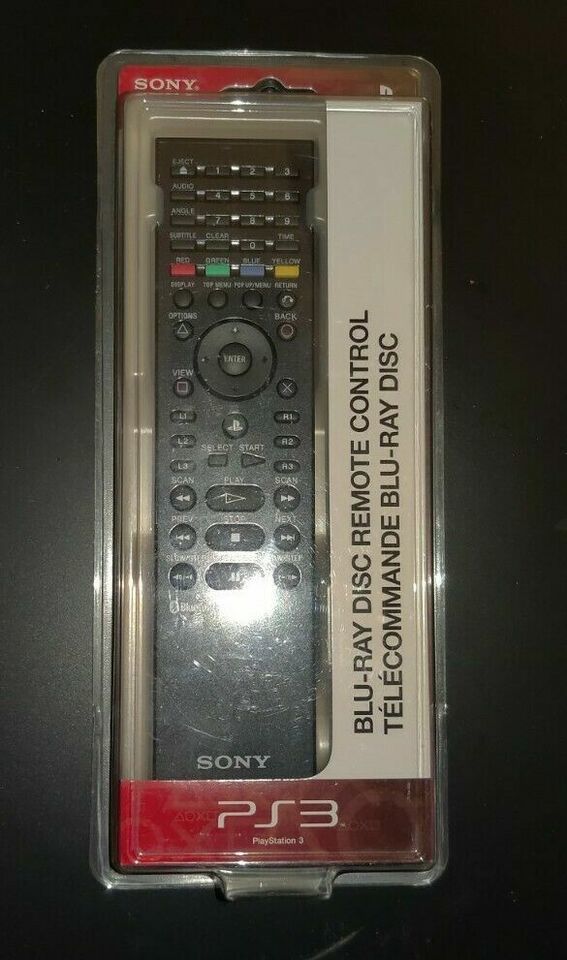 SONY
EJECT
1 2 3
AUDIO
4 5 6
ANGLE
7 8 9
SUBTITLE CLEAR 0 TIME
RED GREEN BLUE YELLOW
DISPLAY TOP MENU POP UP/MENU RETURN
OPTIONS BACK
ENTER
VIEW
L1 R1
L2 R2
SELECT START
L3 R3
SCAN PLAY SCAN
PREV STOP NEXT
SONY
BLU-RAY DISC REMOTE CONTROL
TÉLÉCOMMANDE BLU-RAY DISC
PS3
PlayStation 3